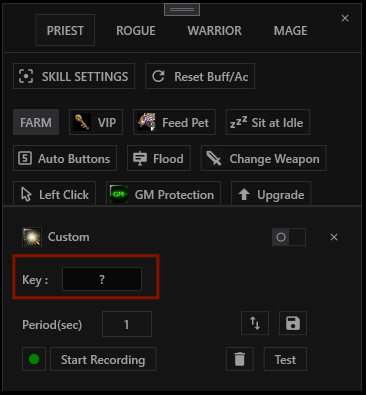 PRIEST ROGUE WARRIOR MAGE
SKILL SETTINGS Reset Buff/Ac
FARM VIP Feed Pet zzZ Sit at Idle
5 Auto Buttons Flood Change Weapon
Left Click GM GM Protection Upgrade
Custom
Key : ?
Period(sec) 1
Start Recording Test